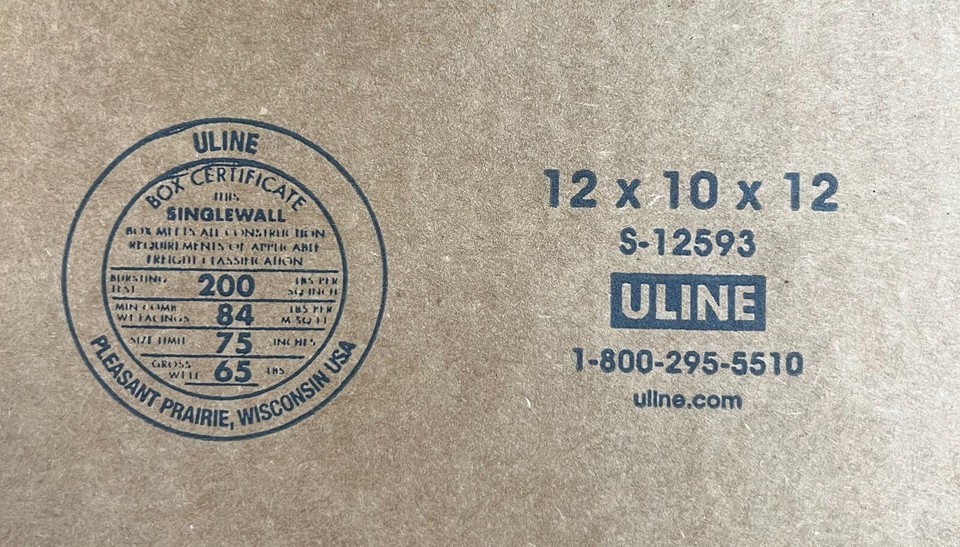 ULINE
BOX CERTIFICATE
THIS
SINGLEWALL
BOX MEETS ALL CONSTRUCTION
REQUIREMENTS OF APPLICABLE
FREIGHT CLASSIFICATION
BURSTING TEST 200 LBS PER SQ INCH
MIN COMB WT FACINGS 84 LBS PER M SQ FT
SIZE LIMIT 75 INCHES
GROSS WT LT 65 LBS
PLEASANT PRAIRIE, WISCONSIN USA
12 x 10 x 12
S-12593
ULINE
1-800-295-5510
uline.com